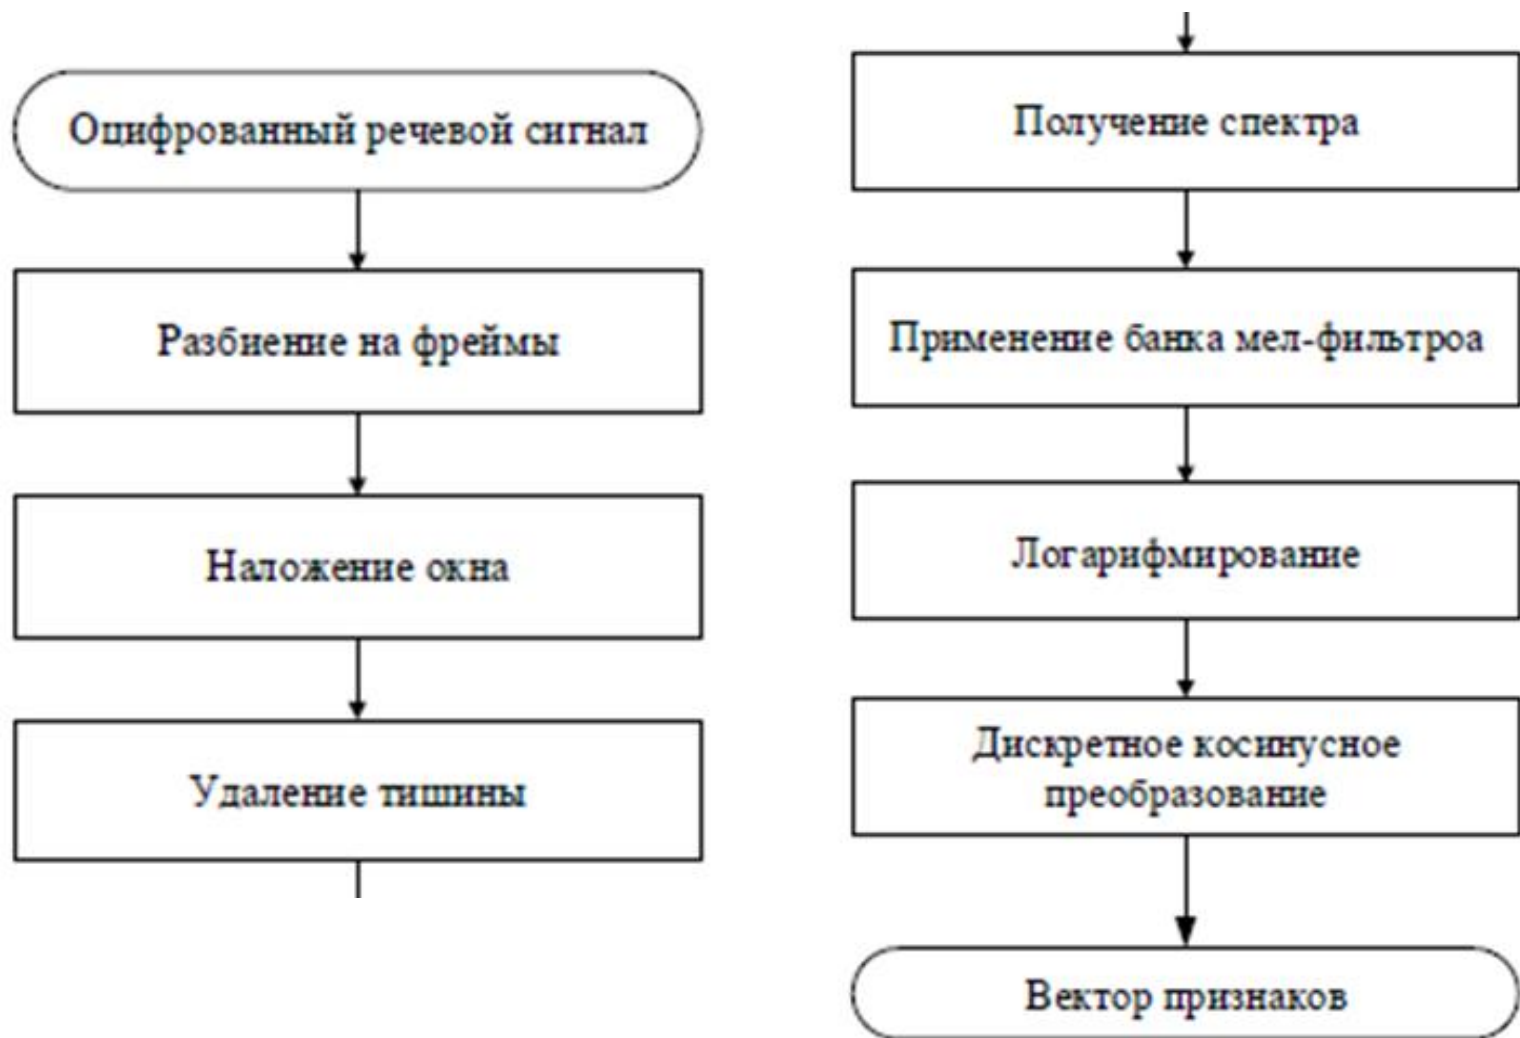 Оцифрованный речевой сигнал
Разбиение на фреймы
Наложение окна
Удаление тишины
Получение спектра
Применение банка мел-фильтроа
Логарифмирование
Дискретное косинусное
преобразование
Вектор признаков